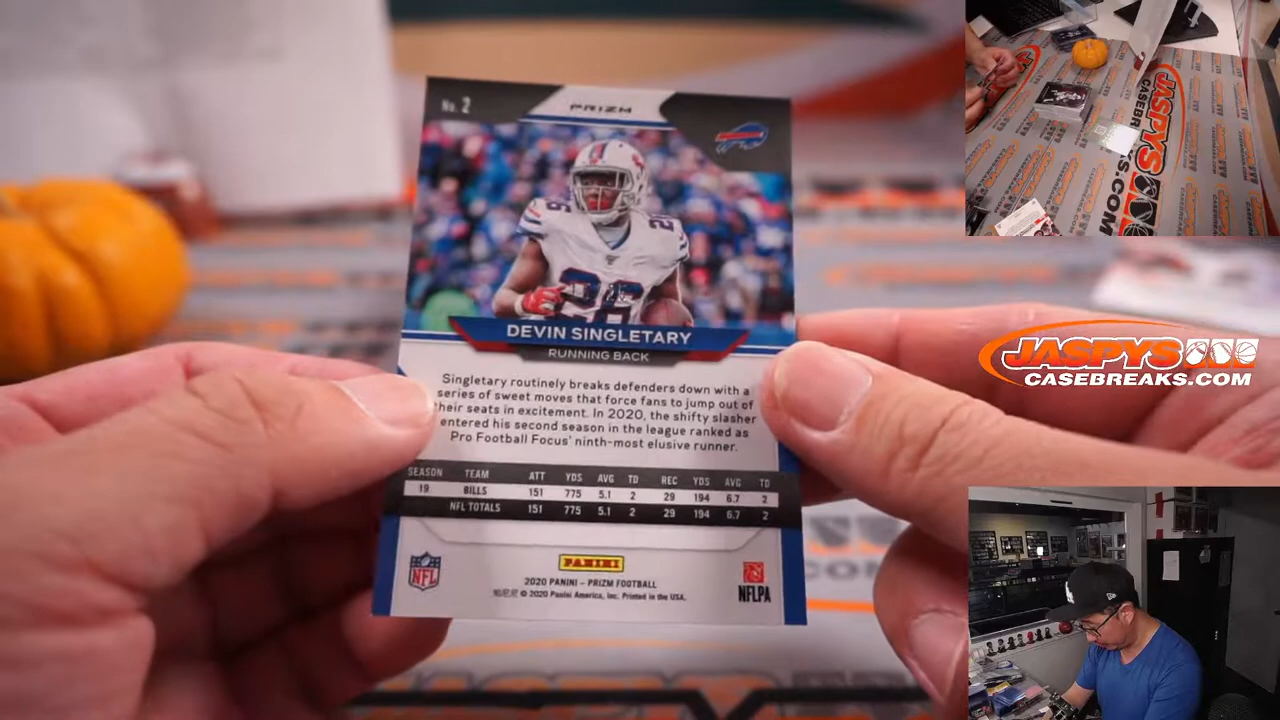 No. 2
PRIZM
26
26
DEVIN SINGLETARY
RUNNING BACK
Singletary routinely breaks defenders down with a
series of sweet moves that force fans to jump out of
their seats in excitement. In 2020, the shifty slasher
entered his second season in the league ranked as
Pro Football Focus' ninth-most elusive runner.
SEASON TEAM ATT YDS AVG TD REC YDS AVG TD
19 BILLS 151 775 5.1 2 29 194 6.7 2
NFL TOTALS 151 775 5.1 2 29 194 6.7 2
NFL
PANINI
NFLPA
2020 PANINI – PRIZM FOOTBALL
© 2020 Panini America, Inc. Printed in the USA.
JASPYS
CASEBREAKS.COM
JASPYS
CASEBREAKS.COM